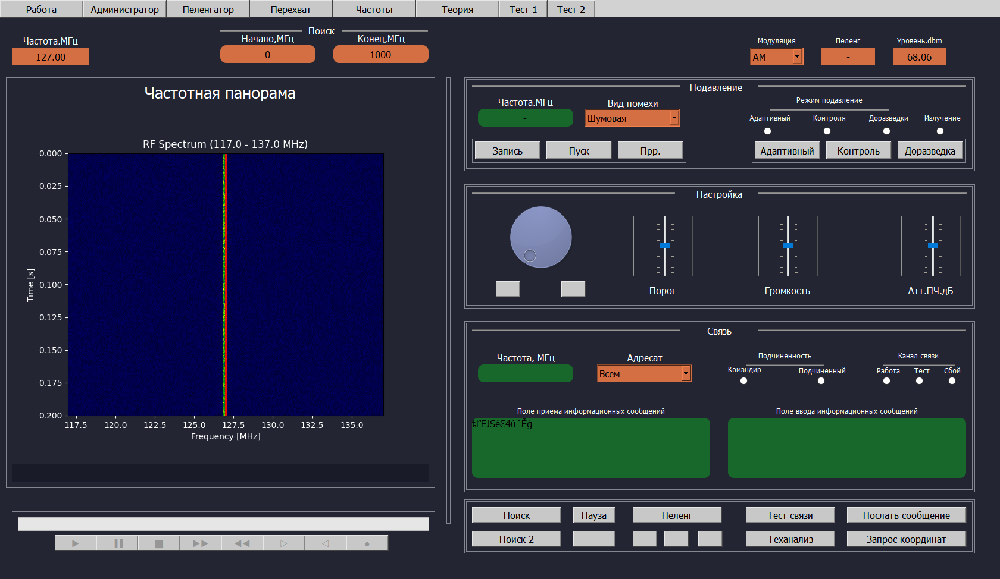 Работа
Администратор
Пеленгатор
Перехват
Частоты
Теория
Тест 1
Тест 2
Поиск
Частота,МГц
Начало,МГц
Конец,МГц
127.00
0
1000
Модуляция
Пеленг
Уровень.dbm
AM
-
68.06
Частотная панорама
RF Spectrum (117.0 - 137.0 MHz)
0.000
0.025
0.050
0.075
0.100
0.125
0.150
0.175
0.200
Time [s]
117.5
120.0
122.5
125.0
127.5
130.0
132.5
135.0
Frequency [MHz]
Подавление
Частота,МГц
Вид помехи
Режим подавление
-
Шумовая
Адаптивный
Контроля
Доразведки
Излучение
Запись
Пуск
Прр.
Адаптивный
Контроль
Доразведка
Настройка
Порог
Громкость
Атт.ПЧ.дБ
Связь
Частота, МГц
Адресат
Всем
Подчиненность
Командир
Подчиненный
Канал связи
Работа
Тест
Сбой
Поле приема информационных сообщений
Поле ввода информационных сообщений
Поиск
Пауза
Пеленг
Тест связи
Послать сообщение
Поиск 2
Теханализ
Запрос координат